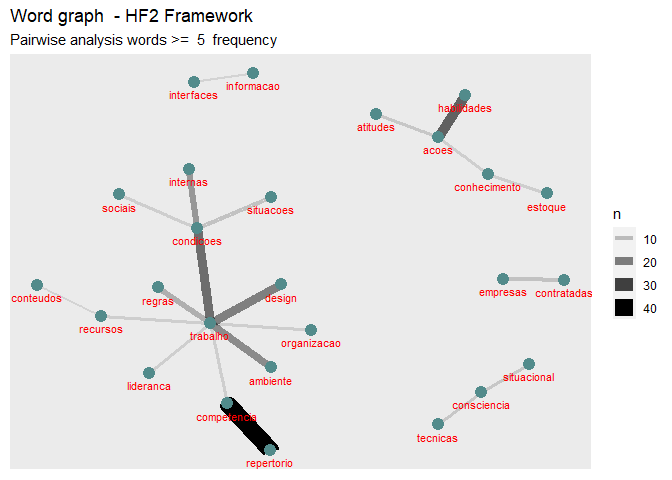 Word graph - HF2 Framework
Pairwise analysis words >= 5 frequency
interfaces
informacao
habilidades
atitudes
acoes
internas
conhecimento
sociais
situacoes
estoque
condicoes
n
10
20
30
40
conteudos
regras
design
empresas
contratadas
recursos
trabalho
organizacao
lideranca
ambiente
situacional
competencia
consciencia
tecnicas
repertorio